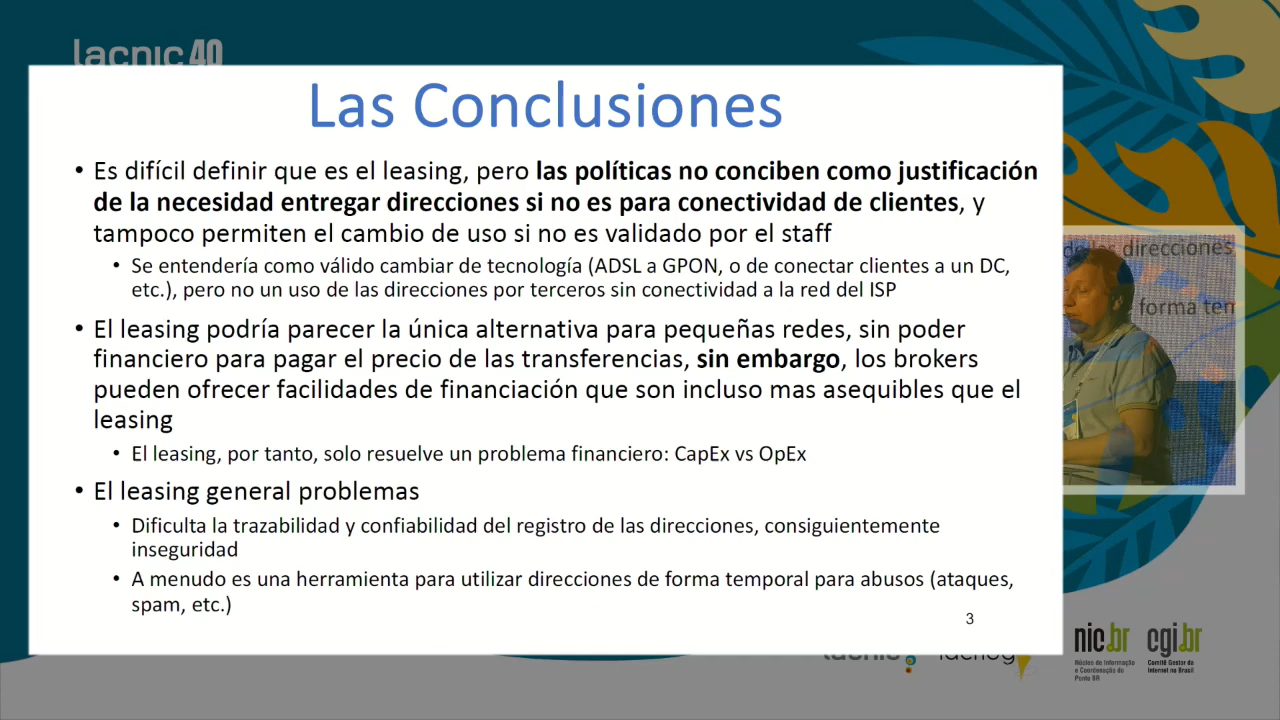 lacnic 40
Las Conclusiones
• Es difícil definir que es el leasing, pero las políticas no conciben como justificación
de la necesidad entregar direcciones si no es para conectividad de clientes, y
tampoco permiten el cambio de uso si no es validado por el staff
• Se entendería como válido cambiar de tecnología (ADSL a GPON, o de conectar clientes a un DC,
etc.), pero no un uso de las direcciones por terceros sin conectividad a la red del ISP
• El leasing podría parecer la única alternativa para pequeñas redes, sin poder
financiero para pagar el precio de las transferencias, sin embargo, los brokers
pueden ofrecer facilidades de financiación que son incluso mas asequibles que el
leasing
• El leasing, por tanto, solo resuelve un problema financiero: CapEx vs OpEx
• El leasing general problemas
• Dificulta la trazabilidad y confiabilidad del registro de las direcciones, consiguientemente
inseguridad
• A menudo es una herramienta para utilizar direcciones de forma temporal para abusos (ataques,
spam, etc.)
3
direcciones,
forma tem
lacnic
lacnog
nic.br
Núcleo de Informação
e Coordenação do
Ponto BR
cgi.br
Comitê Gestor da
Internet no Brasil